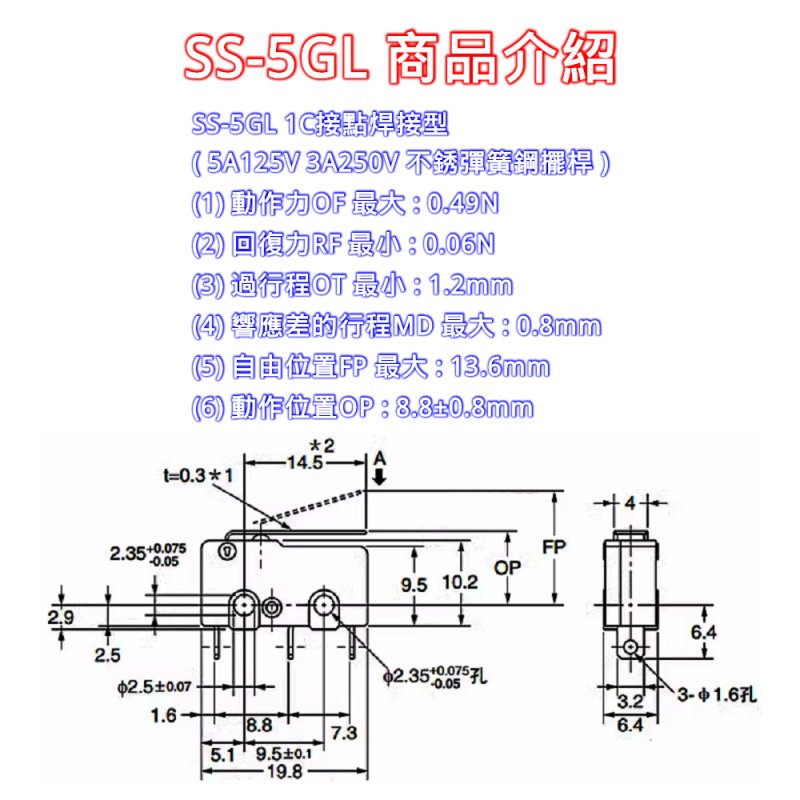 SS-5GL 商品介紹
SS-5GL 1C接點焊接型
( 5A125V 3A250V 不銹彈簧鋼擺桿 )
(1) 動作力OF 最大 : 0.49N
(2) 回復力RF 最小 : 0.06N
(3) 過行程OT 最小 : 1.2mm
(4) 響應差的行程MD 最大 : 0.8mm
(5) 自由位置FP 最大 : 13.6mm
(6) 動作位置OP : 8.8±0.8mm
*2
14.5
A
t=0.3*1
4
2.35+0.075-0.05
9.5
10.2
OP
FP
2.9
2.5
6.4
φ2.35+0.075-0.05孔
φ2.5±0.07
3.2
3-φ1.6孔
1.6
8.8
7.3
6.4
5.1
9.5±0.1
19.8